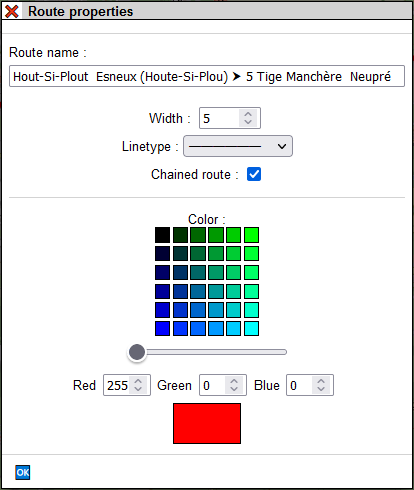 Route properties
Route name :
Hout-Si-Plout  Esneux (Houte-Si-Plou) ➤ 5 Tige Manchère  Neupré
Width : 5
Linetype :
Chained route :
Color :
Red 255 Green 0 Blue 0
OK